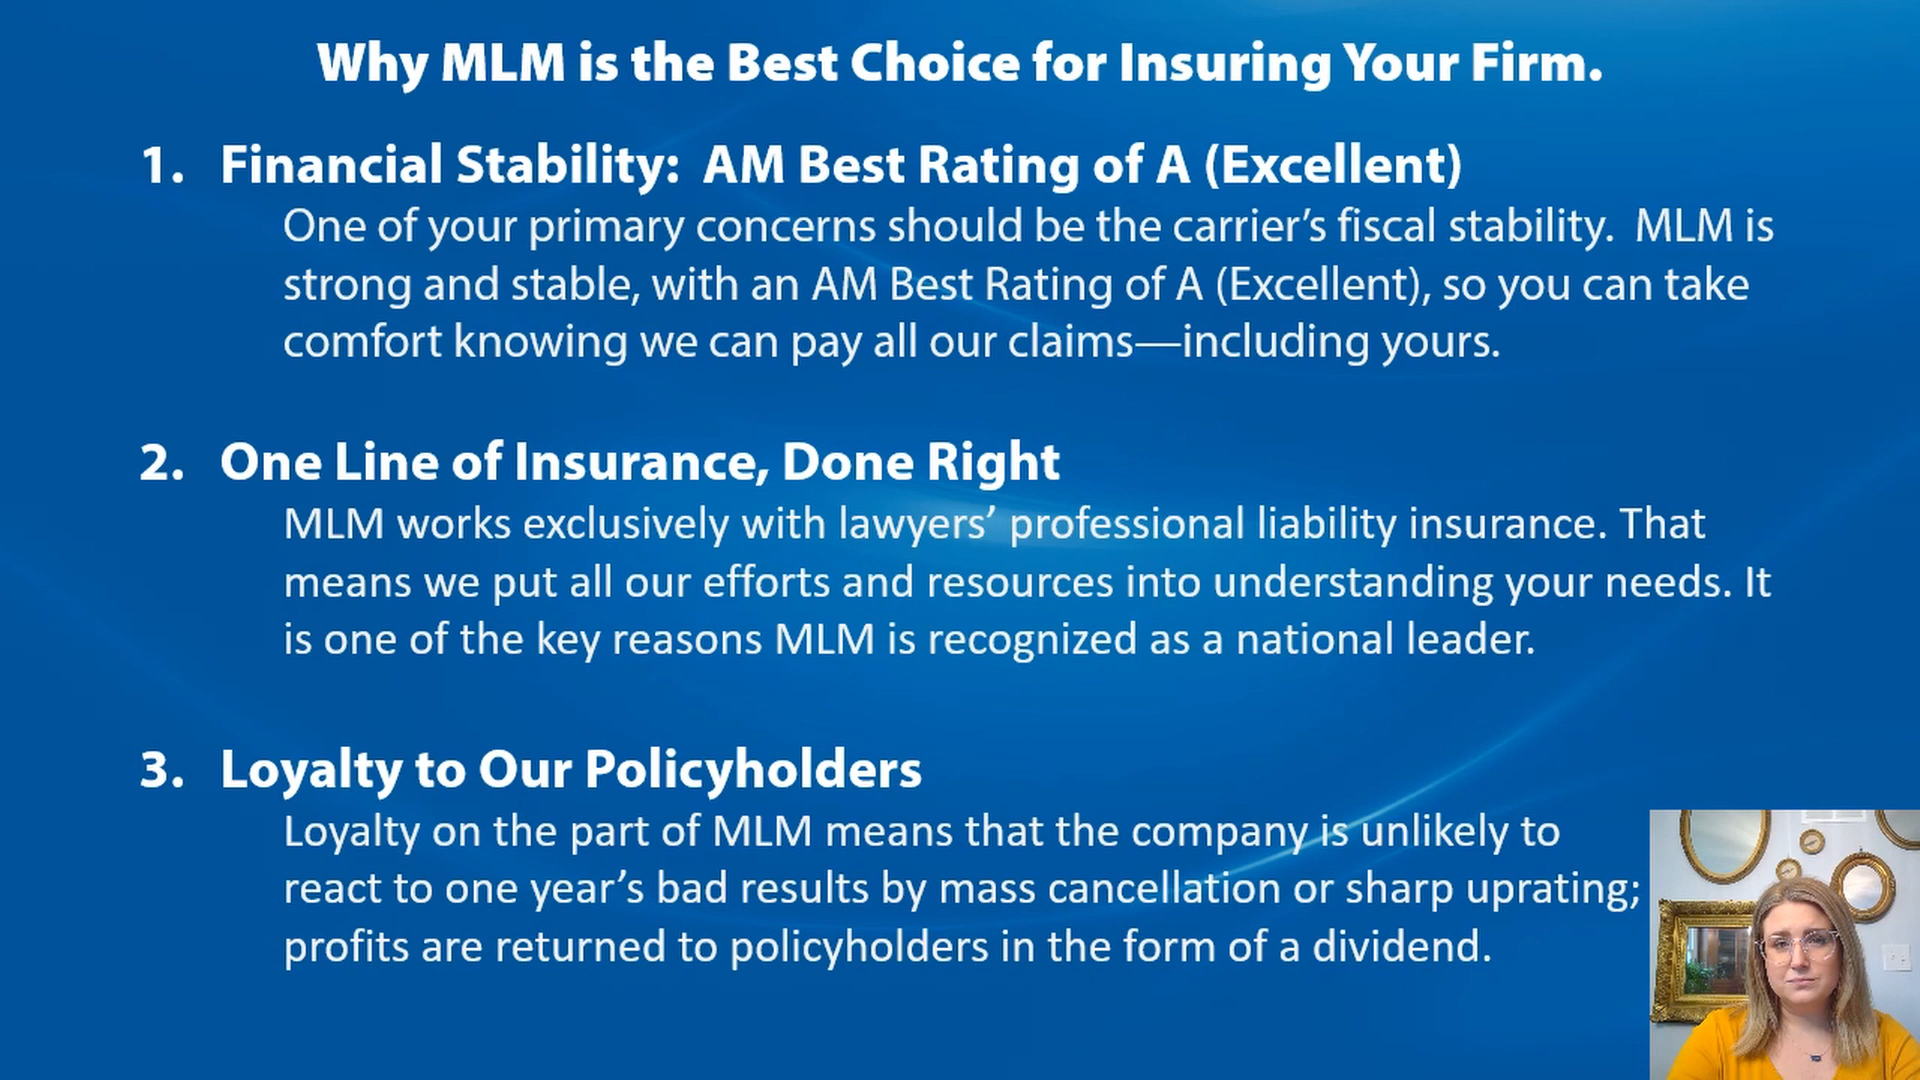 Why MLM is the Best Choice for Insuring Your Firm.
1. Financial Stability:  AM Best Rating of A (Excellent)
One of your primary concerns should be the carrier’s fiscal stability.  MLM is
strong and stable, with an AM Best Rating of A (Excellent), so you can take
comfort knowing we can pay all our claims—including yours.
2. One Line of Insurance, Done Right
MLM works exclusively with lawyers’ professional liability insurance. That
means we put all our efforts and resources into understanding your needs. It
is one of the key reasons MLM is recognized as a national leader.
3. Loyalty to Our Policyholders
Loyalty on the part of MLM means that the company is unlikely to
react to one year’s bad results by mass cancellation or sharp uprating;
profits are returned to policyholders in the form of a dividend.